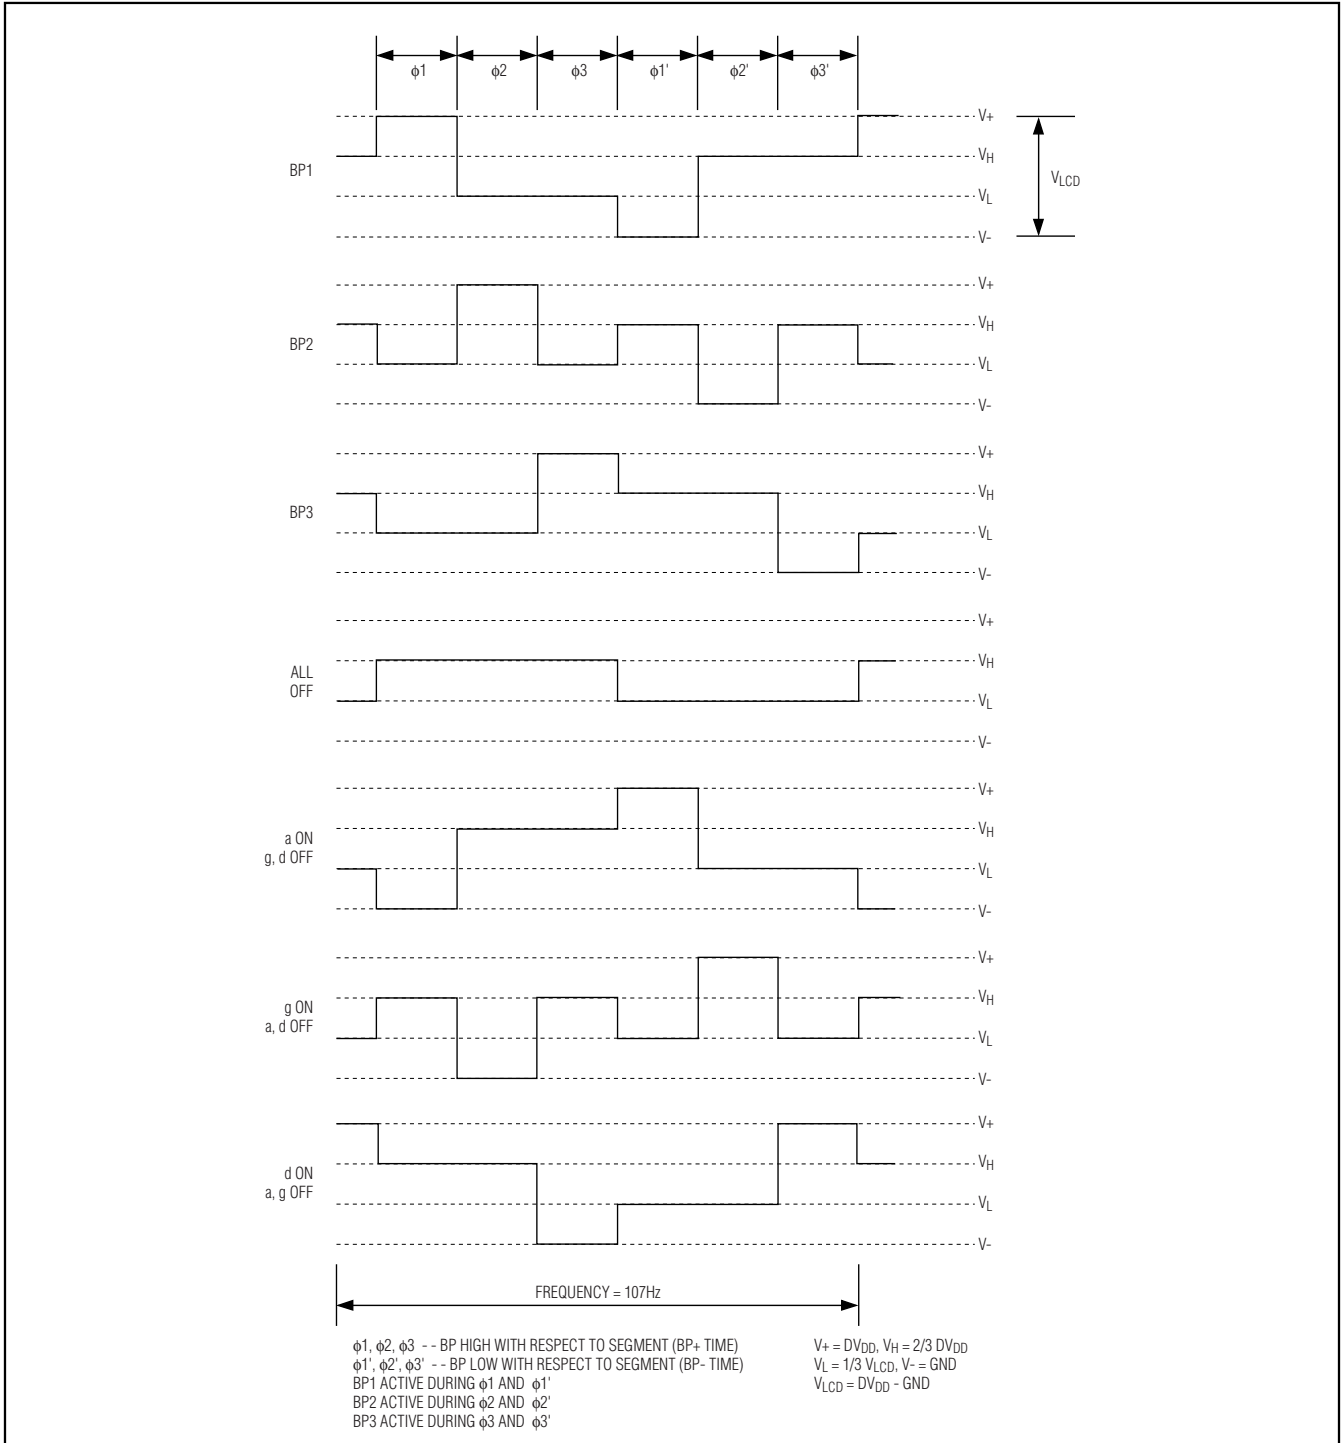 ϕ1 ϕ2 ϕ3 ϕ1' ϕ2' ϕ3'
V+
VH
BP1
VLCD
VL
V-
V+
VH
BP2
VL
V-
V+
VH
BP3
VL
V-
V+
ALL
OFF
VH
VL
V-
V+
a ON
g, d OFF
VH
VL
V-
V+
g ON
a, d OFF
VH
VL
V-
V+
VH
d ON
a, g OFF
VL
V-
FREQUENCY = 107Hz
ϕ1, ϕ2, ϕ3 - - BP HIGH WITH RESPECT TO SEGMENT (BP+ TIME)
ϕ1', ϕ2', ϕ3' - - BP LOW WITH RESPECT TO SEGMENT (BP- TIME)
BP1 ACTIVE DURING ϕ1 AND ϕ1'
BP2 ACTIVE DURING ϕ2 AND ϕ2'
BP3 ACTIVE DURING ϕ3 AND ϕ3'
V+ = DVDD, VH = 2/3 DVDD
VL = 1/3 VLCD, V- = GND
VLCD = DVDD - GND